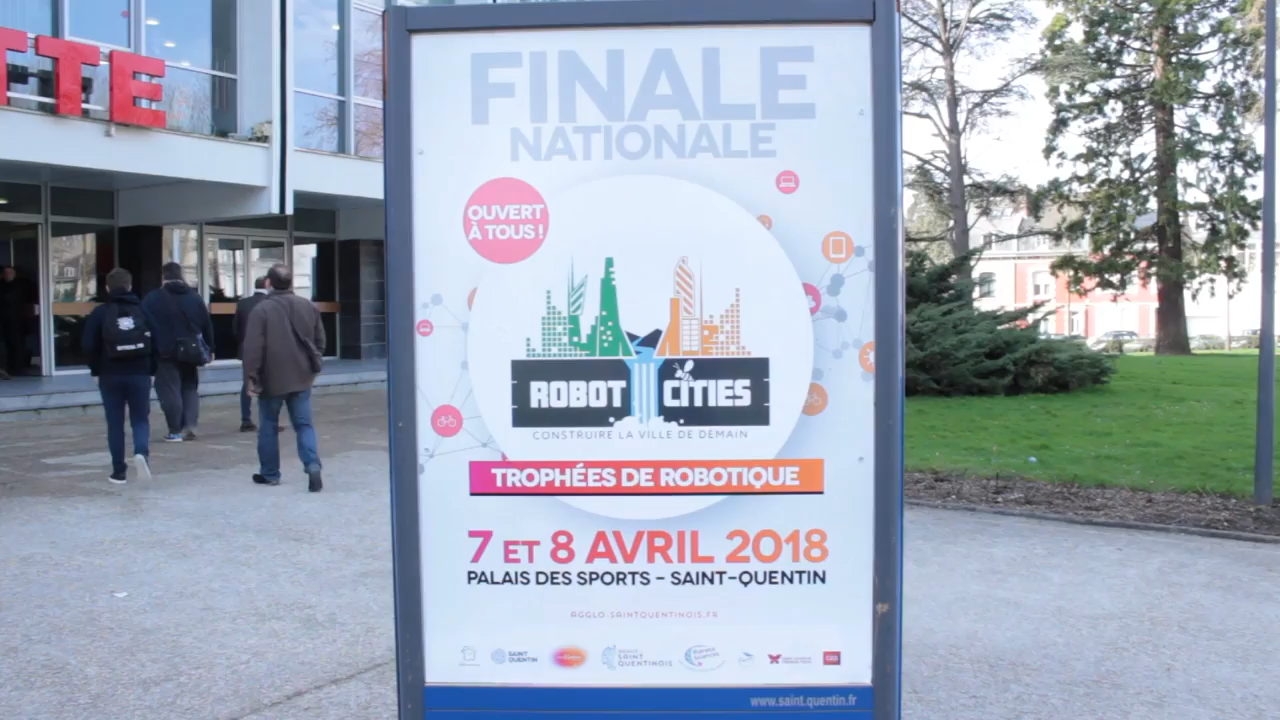 TTE
FINALE
NATIONALE
OUVERT
À TOUS !
ROBOT CITIES
CONSTRUIRE LA VILLE DE DEMAIN
TROPHÉES DE ROBOTIQUE
7 ET 8 AVRIL 2018
PALAIS DES SPORTS - SAINT-QUENTIN
AGGLO-SAINTQUENTINOIS.FR
SAINT
QUENTIN
SAINT
QUENTINOIS
www.saint.quentin.fr